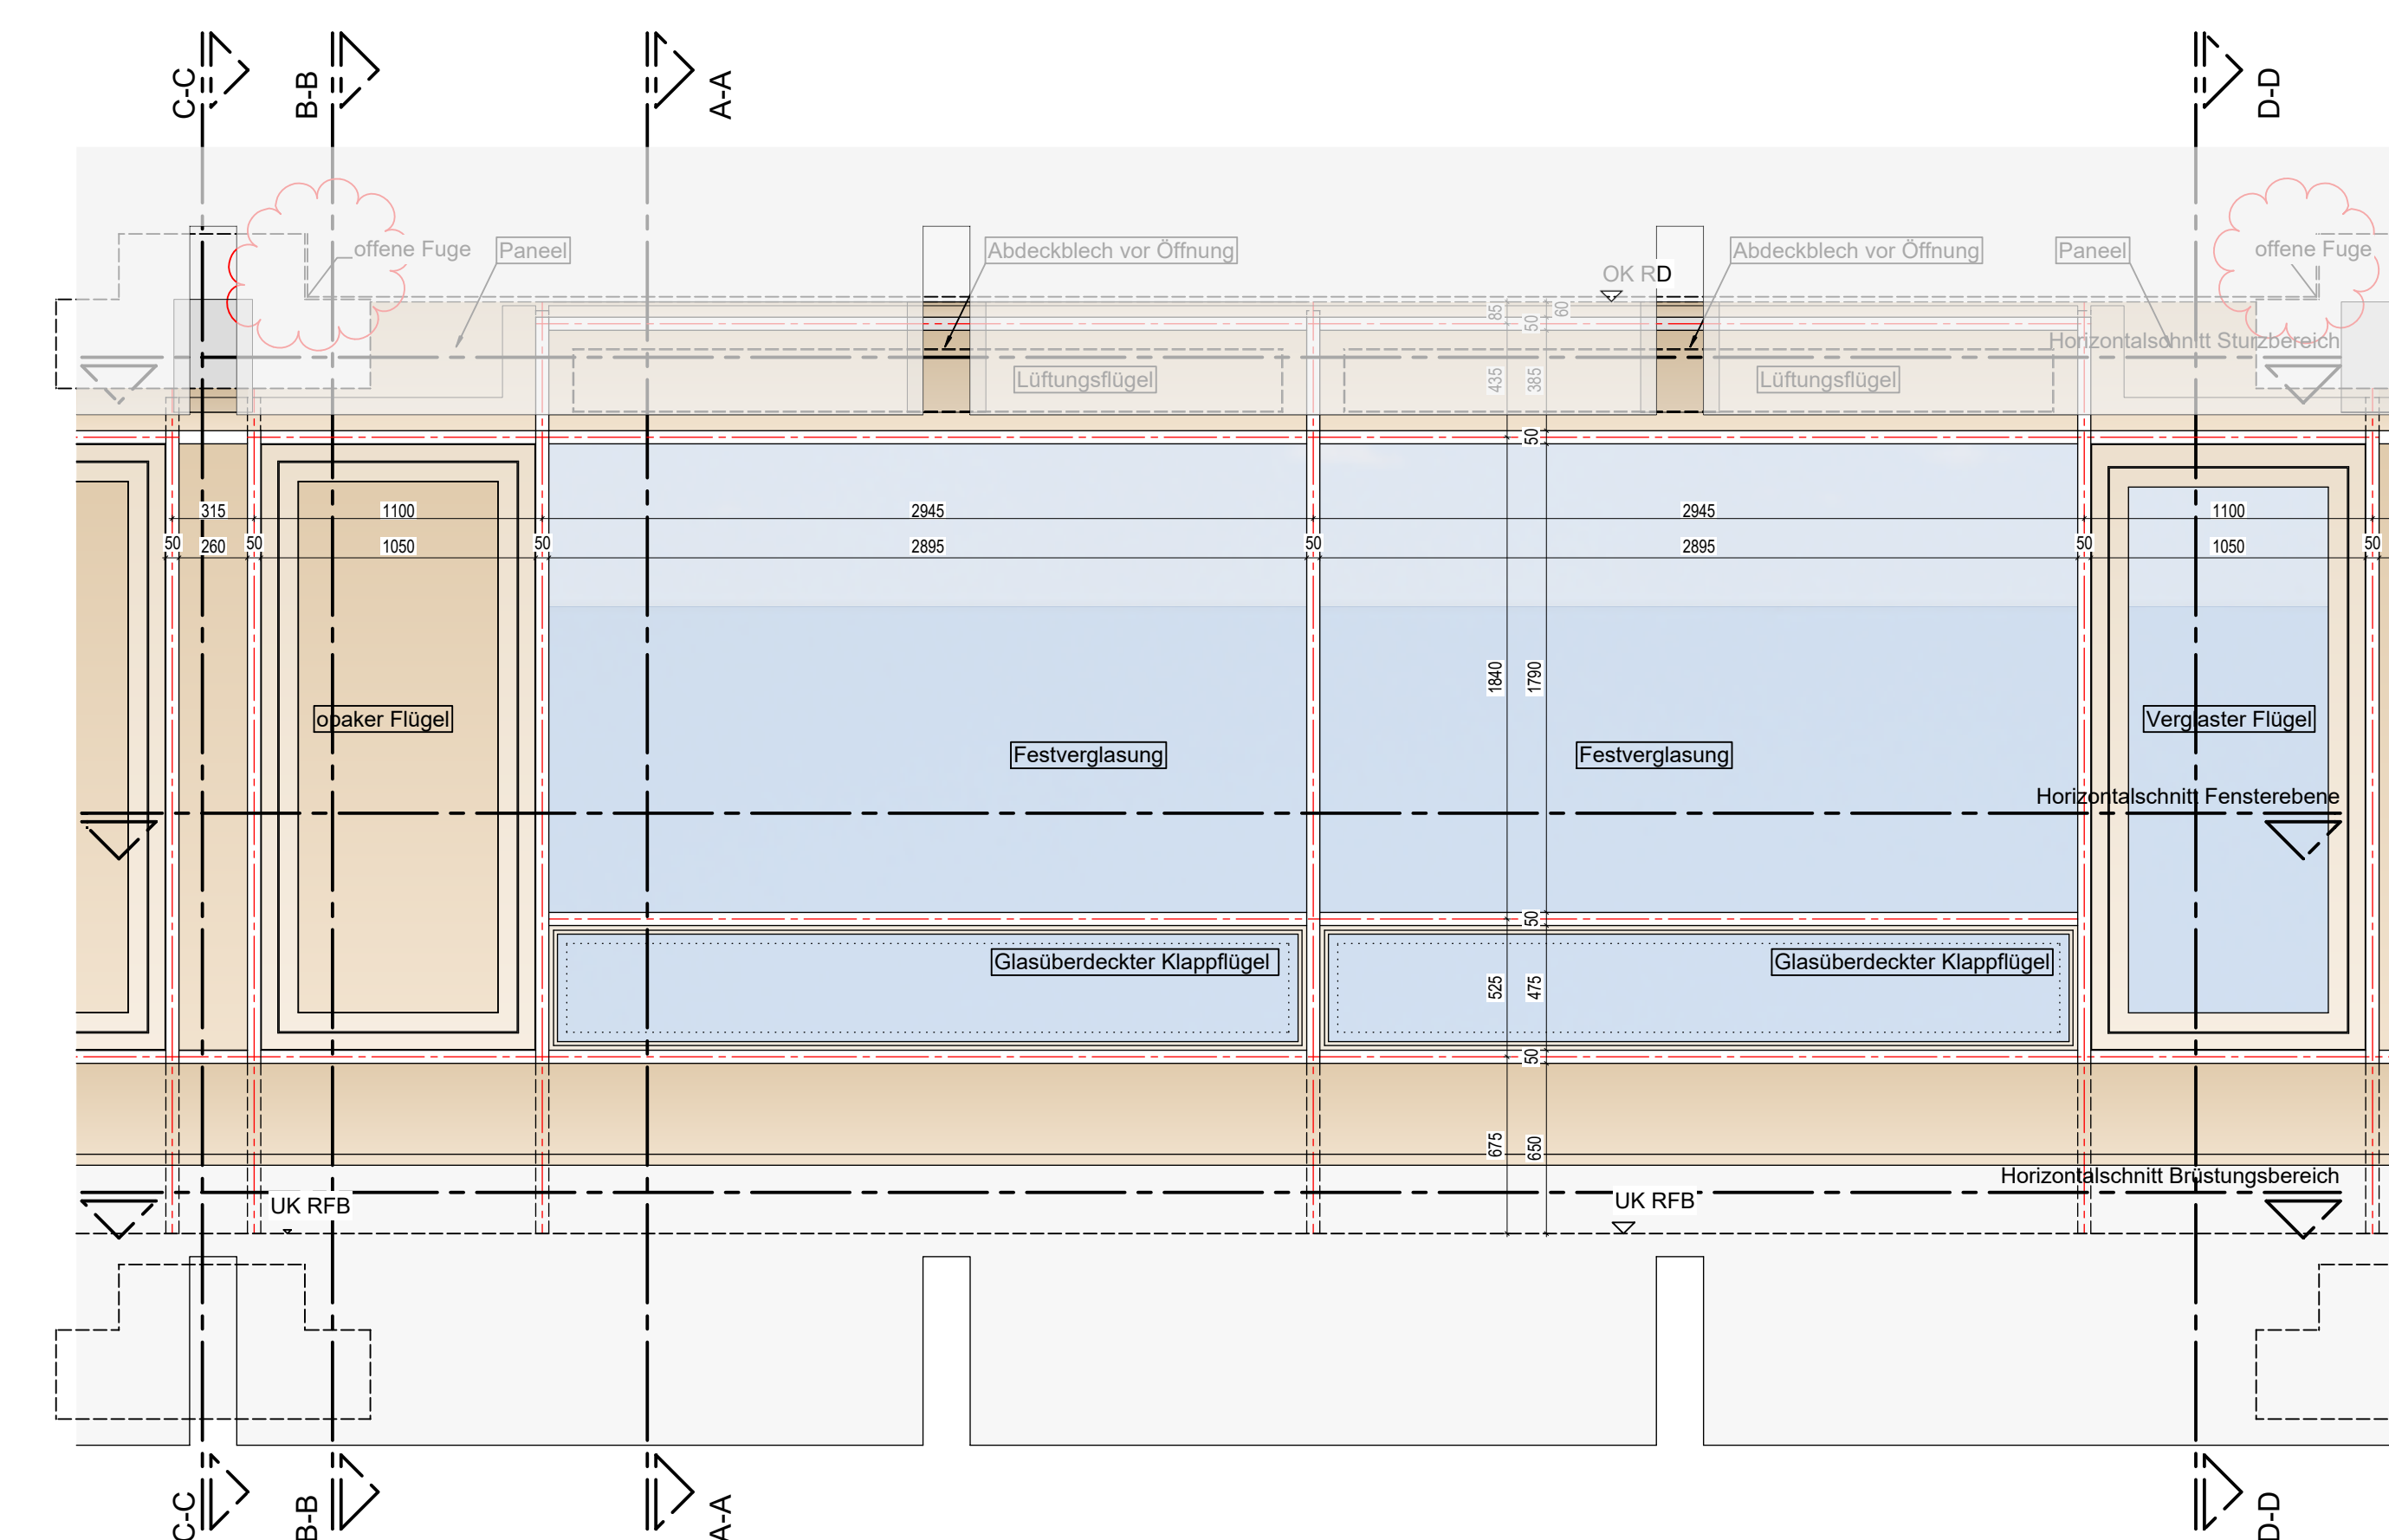 C-C
B-B
A-A
D-D
offene Fuge
Paneel
Abdeckblech vor Öffnung
OK RD
Abdeckblech vor Öffnung
Paneel
offene Fuge
85
50
60
Horizontalschnitt Sturzbereich
Lüftungsflügel
435
385
Lüftungsflügel
50
315
1100
2945
2945
1100
50
260
50
1050
50
2895
50
2895
50
1050
50
1840
1790
opaker Flügel
Verglaster Flügel
Festverglasung
Festverglasung
Horizontalschnitt Fensterebene
50
Glasüberdeckter Klappflügel
Glasüberdeckter Klappflügel
525
475
50
675
650
Horizontalschnitt Brüstungsbereich
UK RFB
UK RFB
C-C
B-B
A-A
D-D